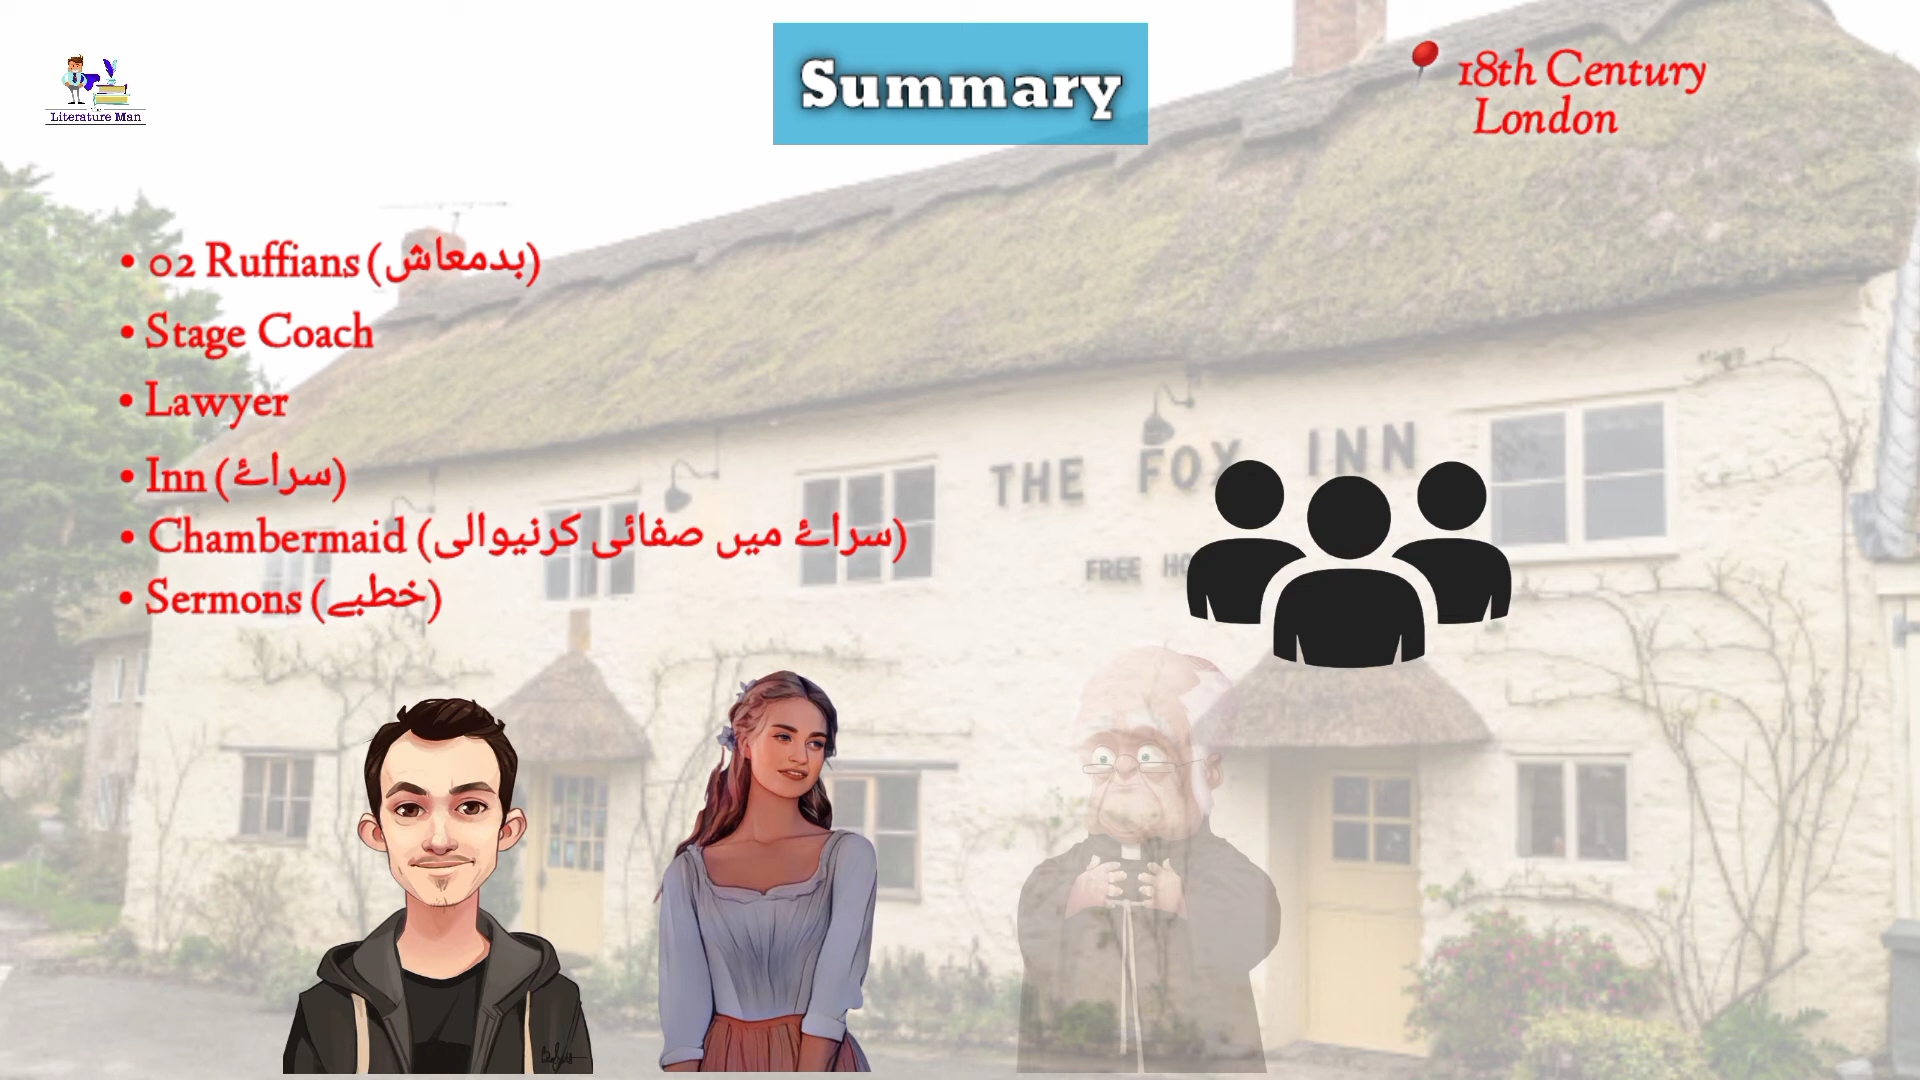 Literature Man
Summary
18th Century
London
• 02 Ruffians (بدمعاش)
• Stage Coach
• Lawyer
• Inn (سرائے)
• Chambermaid (سرائے میں صفائی کرنیوالی)
• Sermons (خطبے)
THE FOX INN
FREE